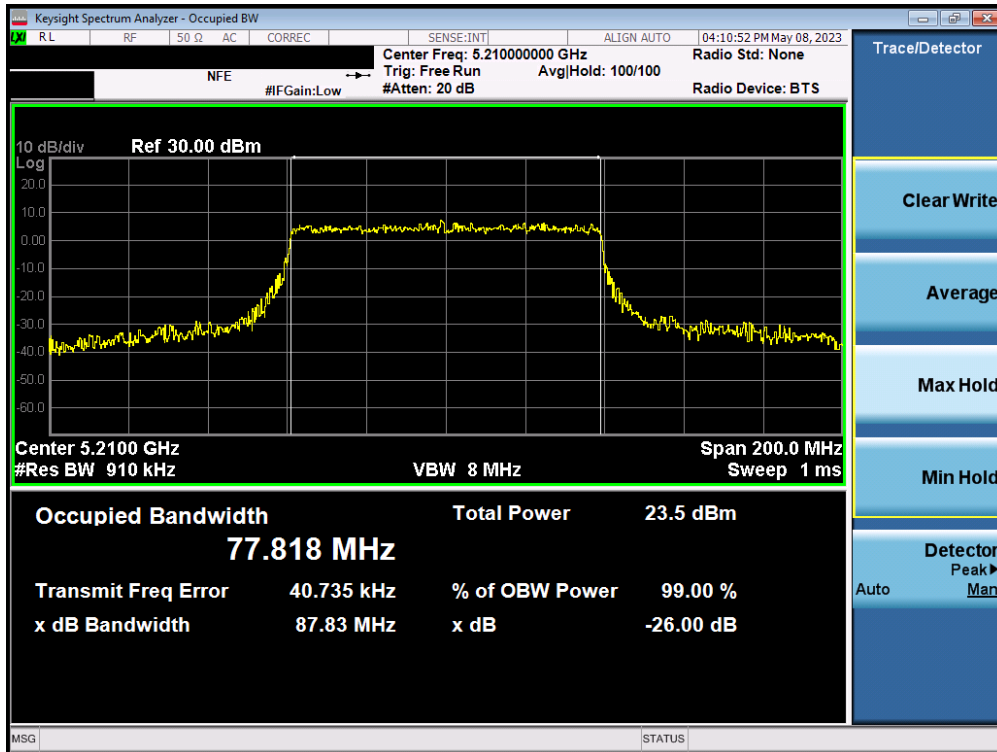 Keysight Spectrum Analyzer - Occupied BW
LXI RL RF 50 Ω AC CORREC SENSE:INT ALIGN AUTO 04:10:52 PM May 08, 2023
Center Freq: 5.210000000 GHz Radio Std: None
NFE Trig: Free Run Avg|Hold: 100/100
#IFGain:Low #Atten: 20 dB Radio Device: BTS
10 dB/div Ref 30.00 dBm
Log
20.0
10.0
0.00
-10.0
-20.0
-30.0
-40.0
-50.0
-60.0
Center 5.2100 GHz Span 200.0 MHz
#Res BW 910 kHz VBW 8 MHz Sweep 1 ms
Occupied Bandwidth Total Power 23.5 dBm
77.818 MHz
Transmit Freq Error 40.735 kHz % of OBW Power 99.00 %
x dB Bandwidth 87.83 MHz x dB -26.00 dB
MSG STATUS
Trace/Detector
Clear Write
Average
Max Hold
Min Hold
Detector
Peak▶
Auto Man